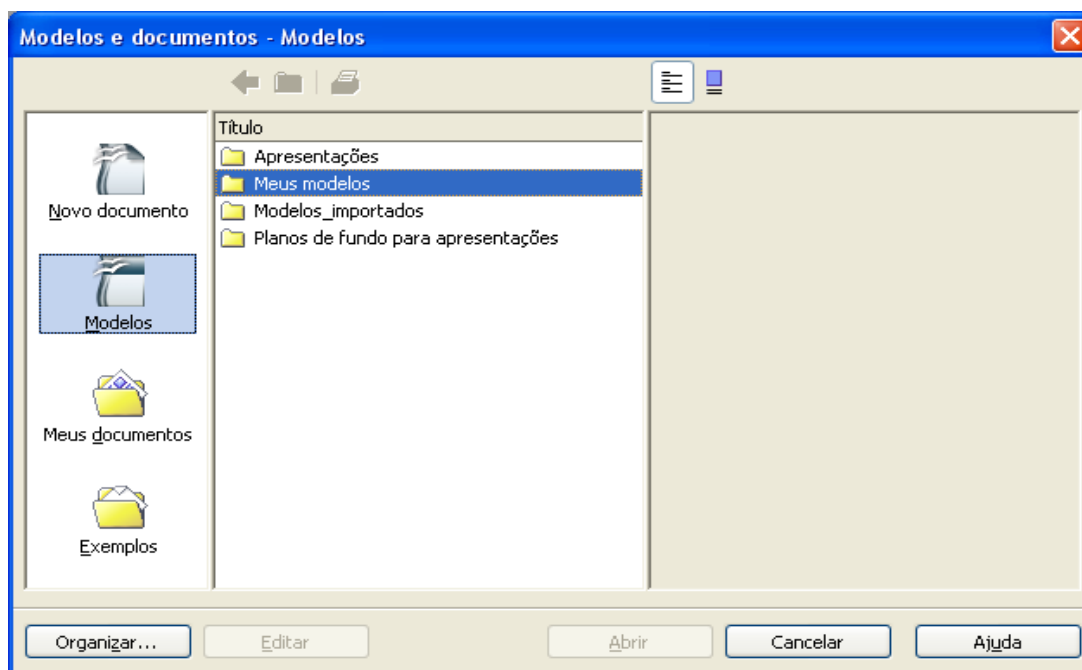 Modelos e documentos - Modelos
Novo documento
Modelos
Meus documentos
Exemplos
Título
Apresentações
Meus modelos
Modelos_importados
Planos de fundo para apresentações
Organizar...
Editar
Abrir
Cancelar
Ajuda